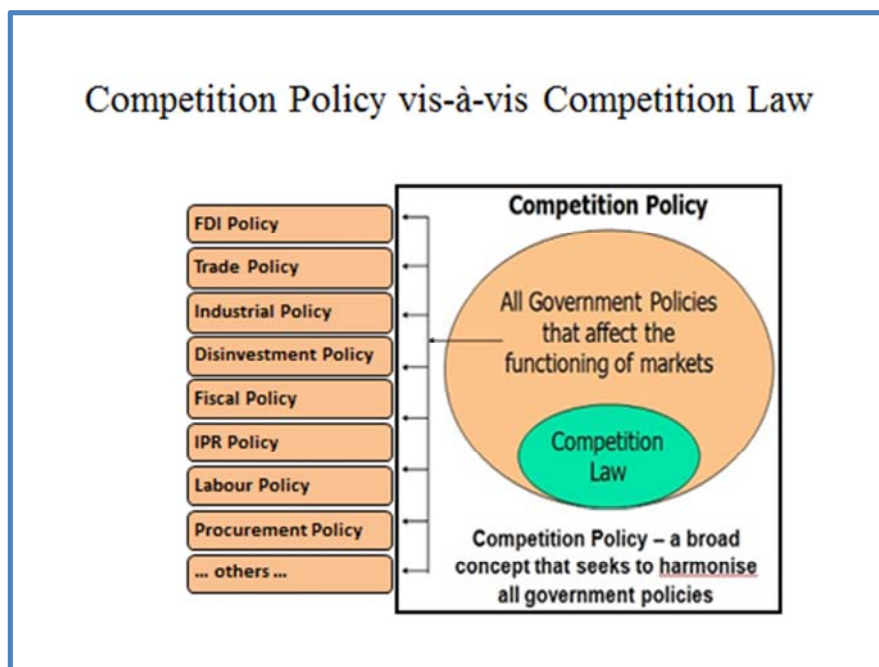 Competition Policy vis-à-vis Competition Law
FDI Policy
Trade Policy
Industrial Policy
Disinvestment Policy
Fiscal Policy
IPR Policy
Labour Policy
Procurement Policy
... others ...
Competition Policy
All Government Policies
that affect the
functioning of markets
Competition
Law
Competition Policy – a broad
concept that seeks to harmonise
all government policies